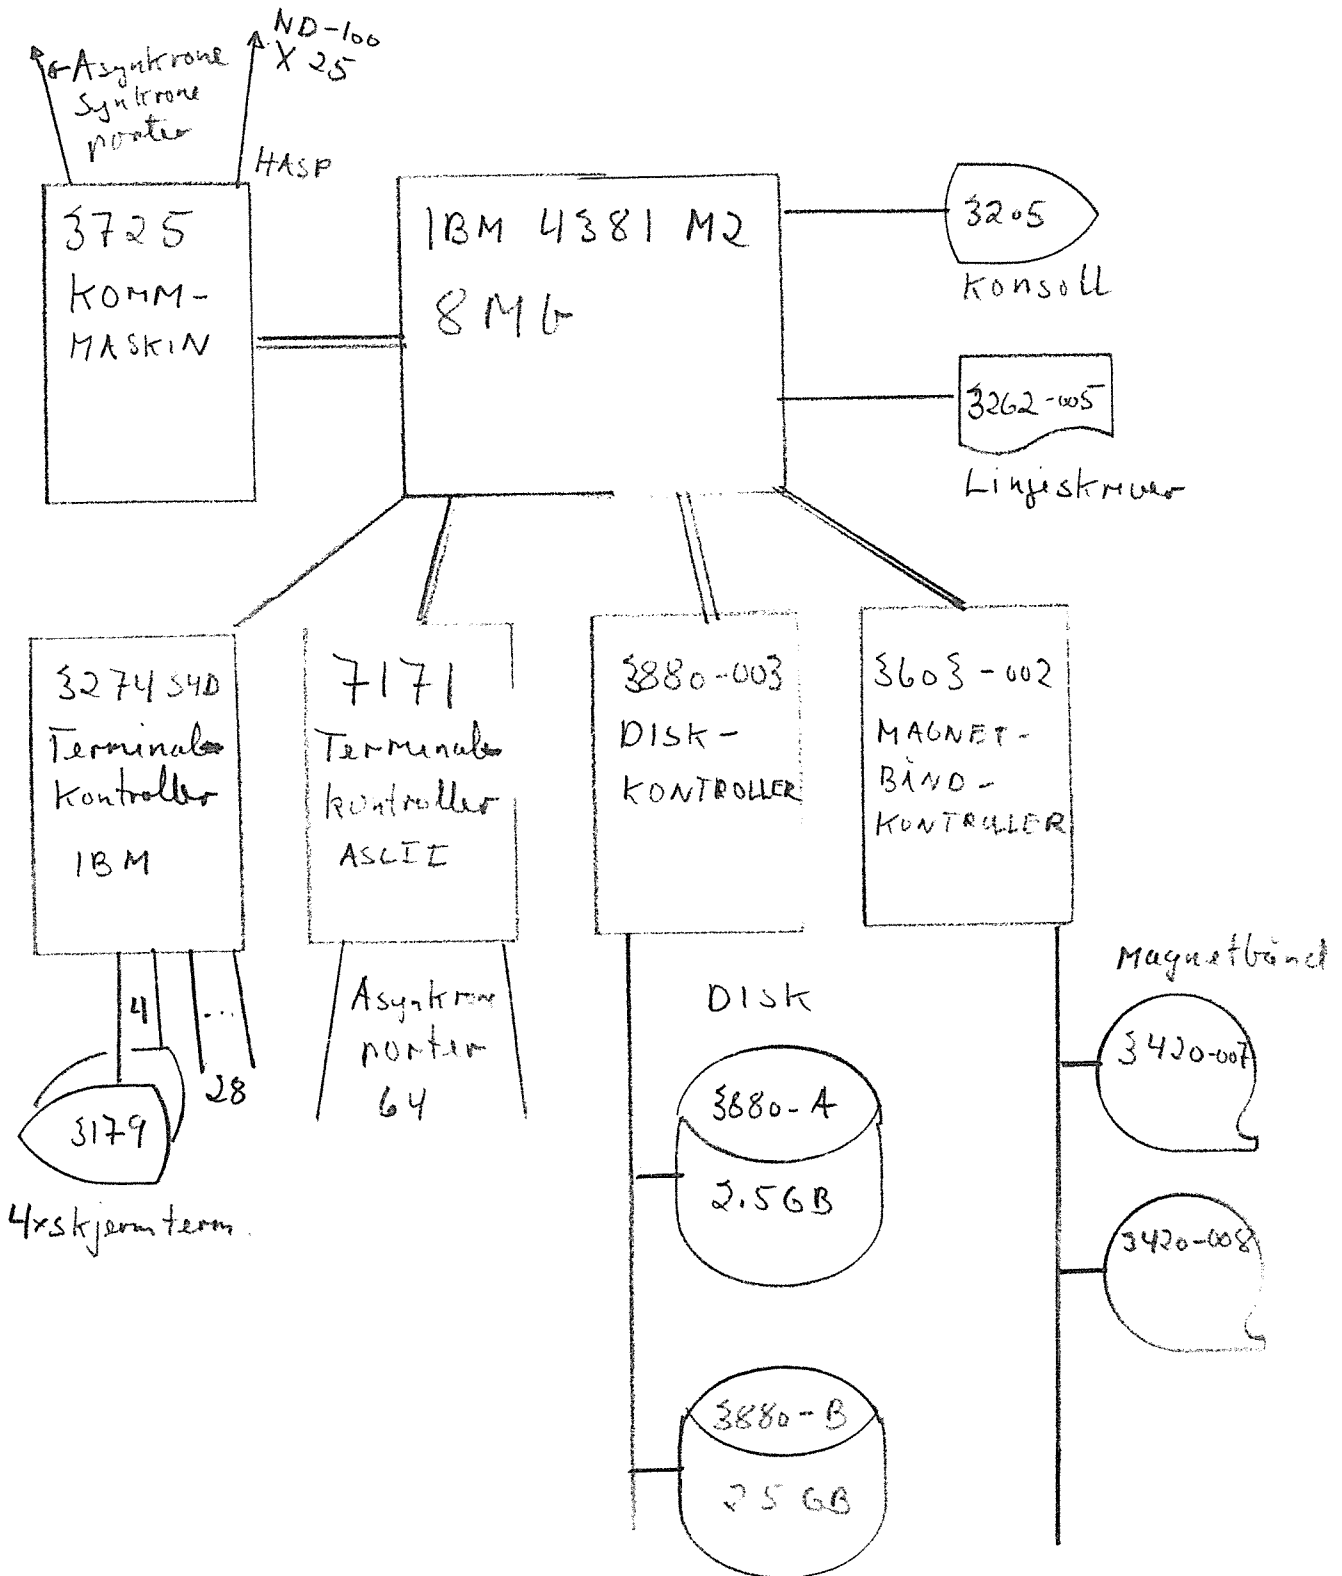 ND-100
X 25
Asynkrone
Synkrone
porter
HASP
3725
KOMM-
MASKIN
IBM 4381 M2
8 Mb
3205
Konsoll
3262-005
Linjeskriver
3274 S4D
Terminal
Kontroller
IBM
7171
Terminal
kontroller
ASCII
3880-003
DISK-
KONTROLLER
3603-002
MAGNET-
BÅND-
KONTROLLER
4
...
28
3179
4xskjermterm.
Asynkrone
porter
64
DISK
3880-A
2.5 GB
3880-B
2 5 GB
Magnetbånd
3420-007
3420-008